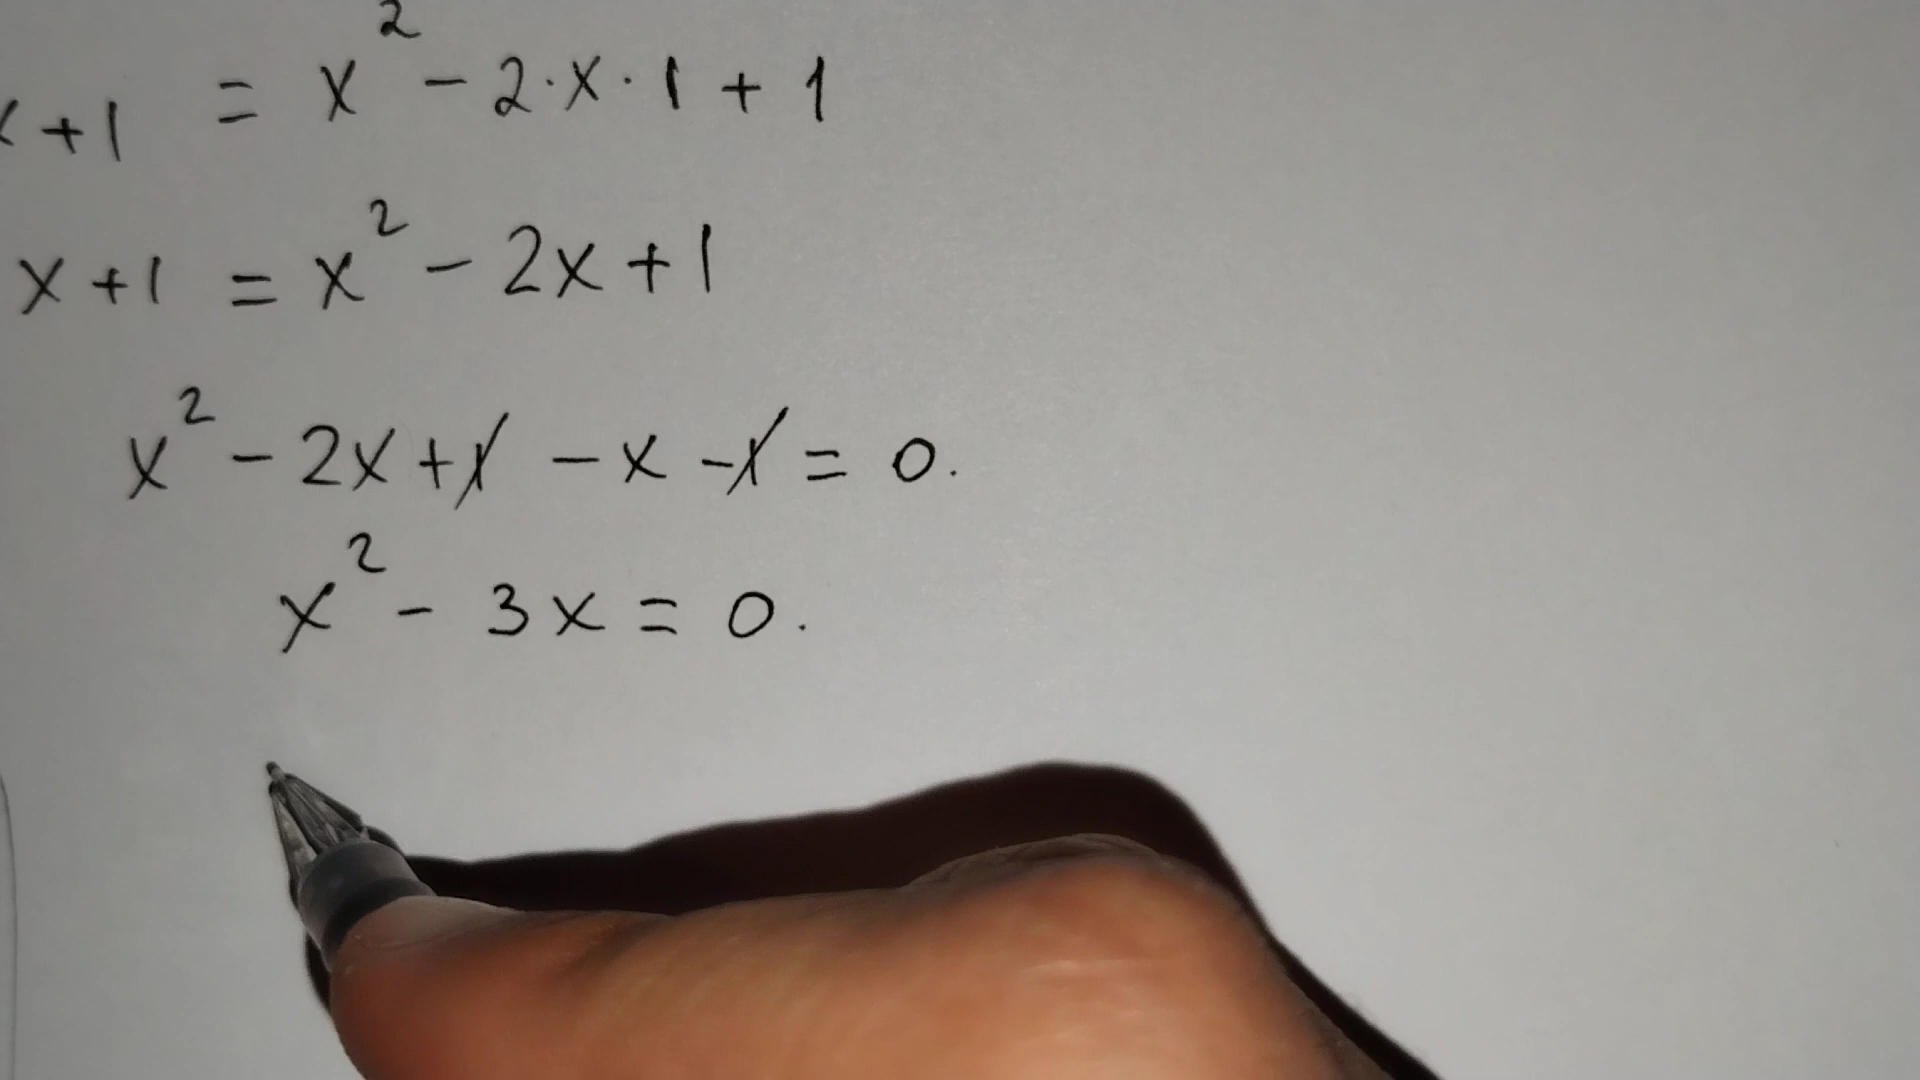 x + 1 = x² - 2·x·1 + 1
x + 1 = x² - 2x + 1
x² - 2x + 1 - x - 1 = 0.
x² - 3x = 0.